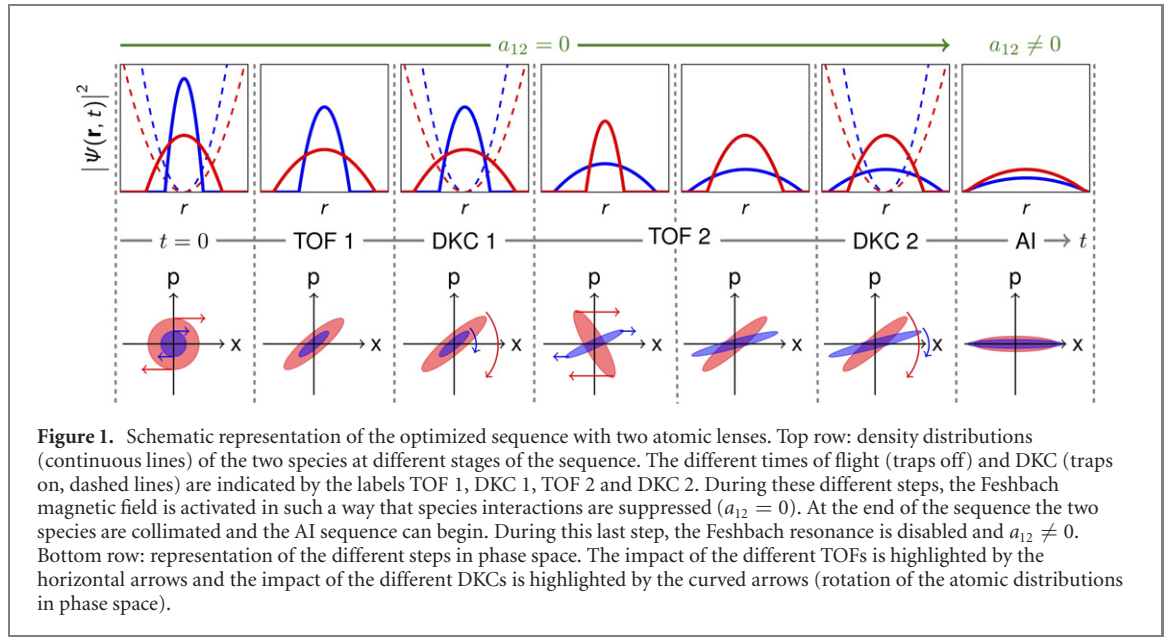 a₁₂ = 0 a₁₂ ≠ 0
|ψ(r, t)|²
r r r r r r r
t = 0 TOF 1 DKC 1 TOF 2 DKC 2 AI t
p p p p p p p
x x x x x x x
Figure 1. Schematic representation of the optimized sequence with two atomic lenses. Top row: density distributions
(continuous lines) of the two species at different stages of the sequence. The different times of flight (traps off) and DKC (traps
on, dashed lines) are indicated by the labels TOF 1, DKC 1, TOF 2 and DKC 2. During these different steps, the Feshbach
magnetic field is activated in such a way that species interactions are suppressed (a₁₂ = 0). At the end of the sequence the two
species are collimated and the AI sequence can begin. During this last step, the Feshbach resonance is disabled and a₁₂ ≠ 0.
Bottom row: representation of the different steps in phase space. The impact of the different TOFs is highlighted by the
horizontal arrows and the impact of the different DKCs is highlighted by the curved arrows (rotation of the atomic distributions
in phase space).